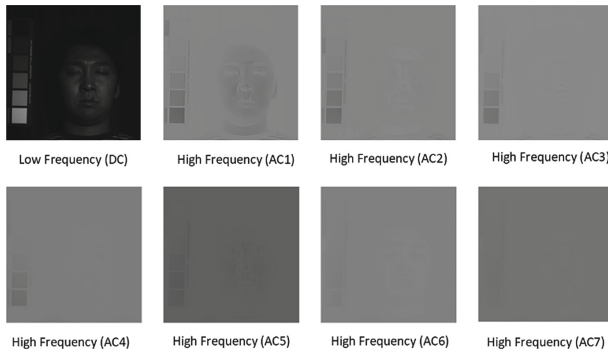 Low Frequency (DC)
High Frequency (AC1)
High Frequency (AC2)
High Frequency (AC3)
High Frequency (AC4)
High Frequency (AC5)
High Frequency (AC6)
High Frequency (AC7)